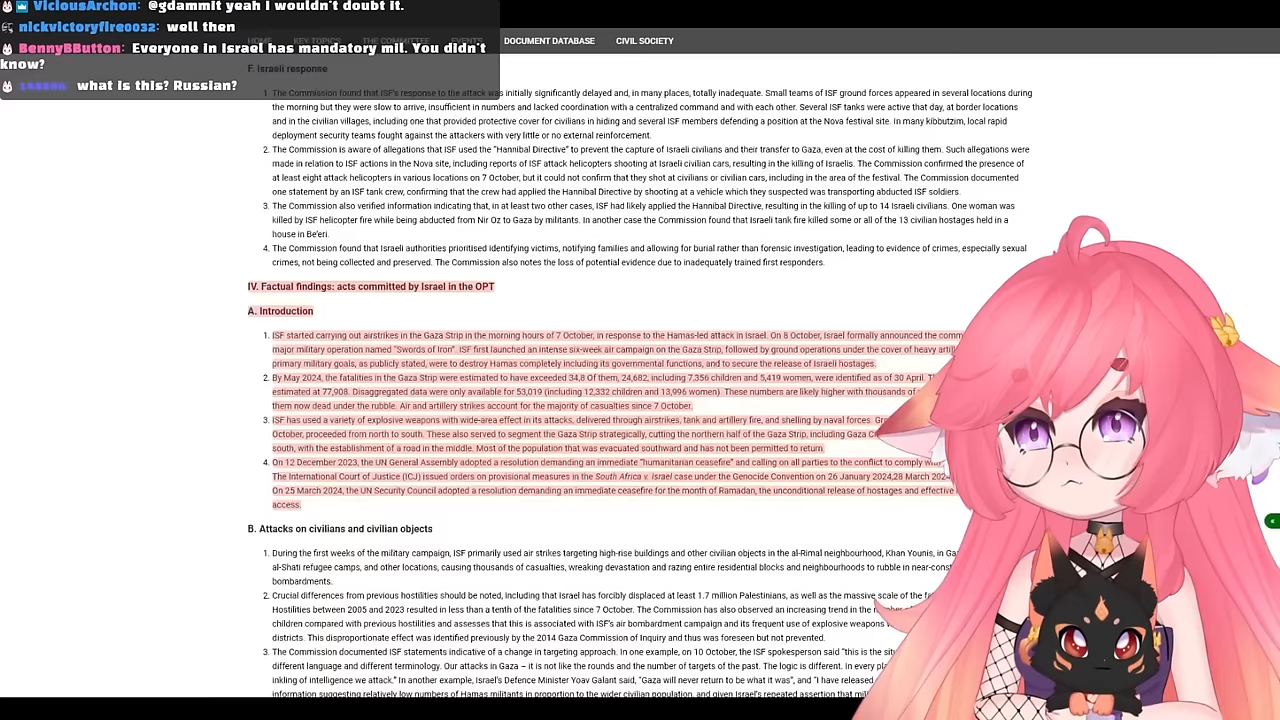 ViciousArchon: @gdammit yeah I wouldn't doubt it.
nickvictoryfire0032: well then
BennyBButton: Everyone in Israel has mandatory mil. You didn't
know?
what is this? Russian?
HOME KEY TOPICS THE COMMITTEE EVENTS DOCUMENT DATABASE CIVIL SOCIETY
F. Israeli response
1. The Commission found that ISF's response to the attack was initially significantly delayed and, in many places, totally inadequate. Small teams of ISF ground forces appeared in several locations during
the morning but they were slow to arrive, insufficient in numbers and lacked coordination with a centralized command and with each other. Several ISF tanks were active that day, at border locations
and in the civilian villages, including one that provided protective cover for civilians in hiding and several ISF members defending a position at the Nova festival site. In many kibbutzim, local rapid
deployment security teams fought against the attackers with very little or no external reinforcement.
2. The Commission is aware of allegations that ISF used the "Hannibal Directive" to prevent the capture of Israeli civilians and their transfer to Gaza, even at the cost of killing them. Such allegations were
made in relation to ISF actions in the Nova site, including reports of ISF attack helicopters shooting at Israeli civilian cars, resulting in the killing of Israelis. The Commission confirmed the presence of
at least eight attack helicopters in various locations on 7 October, but it could not confirm that they shot at civilians or civilian cars, including in the area of the festival. The Commission documented
one statement by an ISF tank crew, confirming that the crew had applied the Hannibal Directive by shooting at a vehicle which they suspected was transporting abducted ISF soldiers.
3. The Commission also verified information indicating that, in at least two other cases, ISF had likely applied the Hannibal Directive, resulting in the killing of up to 14 Israeli civilians. One woman was
killed by ISF helicopter fire while being abducted from Nir Oz to Gaza by militants. In another case the Commission found that Israeli tank fire killed some or all of the 13 civilian hostages held in a
house in Be'eri.
4. The Commission found that Israeli authorities prioritised identifying victims, notifying families and allowing for burial rather than forensic investigation, leading to evidence of crimes, especially sexual
crimes, not being collected and preserved. The Commission also notes the loss of potential evidence due to inadequately trained first responders.
IV. Factual findings: acts committed by Israel in the OPT
A. Introduction
1. ISF started carrying out airstrikes in the Gaza Strip in the morning hours of 7 October, in response to the Hamas-led attack in Israel. On 8 October, Israel formally announced the
major military operation named "Swords of Iron". ISF first launched an intense six-week air campaign on the Gaza Strip, followed by ground operations under the cover of heavy
primary military goals, as publicly stated, were to destroy Hamas completely including its governmental functions, and to secure the release of Israeli hostages.
2. By May 2024, the fatalities in the Gaza Strip were estimated to have exceeded 34,8 Of them, 24,682, including 7,356 children and 5,419 women, were identified as of 30 April.
estimated at 77,908. Disaggregated data were only available for 53,019 (including 12,332 children and 13,996 women). These numbers are likely higher with thousands of
them now dead under the rubble. Air and artillery strikes account for the majority of casualties since 7 October.
3. ISF has used a variety of explosive weapons with wide-area effect in its attacks, delivered through airstrikes, tank and artillery fire, and shelling by naval forces.
October, proceeded from north to south. These also served to segment the Gaza Strip strategically, cutting the northern half of the Gaza Strip, including Gaza
south, with the establishment of a road in the middle. Most of the population that was evacuated southward and has not been permitted to return.
4. On 12 December 2023, the UN General Assembly adopted a resolution demanding an immediate "humanitarian ceasefire" and calling on all parties to the conflict to comply
The International Court of Justice (ICJ) issued orders on provisional measures in the South Africa v. Israel case under the Genocide Convention on 26 January 2024,28 March 2024
On 25 March 2024, the UN Security Council adopted a resolution demanding an immediate ceasefire for the month of Ramadan, the unconditional release of hostages and effective
access.
B. Attacks on civilians and civilian objects
1. During the first weeks of the military campaign, ISF primarily used air strikes targeting high-rise buildings and other civilian objects in the al-Rimal neighbourhood, Khan Younis, in
al-Shati refugee camps, and other locations, causing thousands of casualties, wreaking devastation and razing entire residential blocks and neighbourhoods to rubble in
bombardments.
2. Crucial differences from previous hostilities should be noted, including that Israel has forcibly displaced at least 1.7 million Palestinians, as well as the massive scale of the
Hostilities between 2005 and 2023 resulted in less than a tenth of the fatalities since 7 October. The Commission has also observed an increasing trend in the
children compared with previous hostilities and assesses that this is associated with ISF's air bombardment campaign and its frequent use of explosive weapons
districts. This disproportionate effect was identified previously by the 2014 Gaza Commission of Inquiry and thus was foreseen but not prevented.
3. The Commission documented ISF statements indicative of a change in targeting approach. In one example, on 10 October, the ISF spokesperson said "this is the
different language and different terminology. Our attacks in Gaza – it is not like the rounds and the number of targets of the past. The logic is different. In every
inkling of intelligence we attack." In another example, Israel's Defence Minister Yoav Galant said, "Gaza will never return to be what it was", and "I have released
information suggesting relatively low numbers of Hamas militants in proportion to the wider civilian population, and given Israel's repeated assertion that